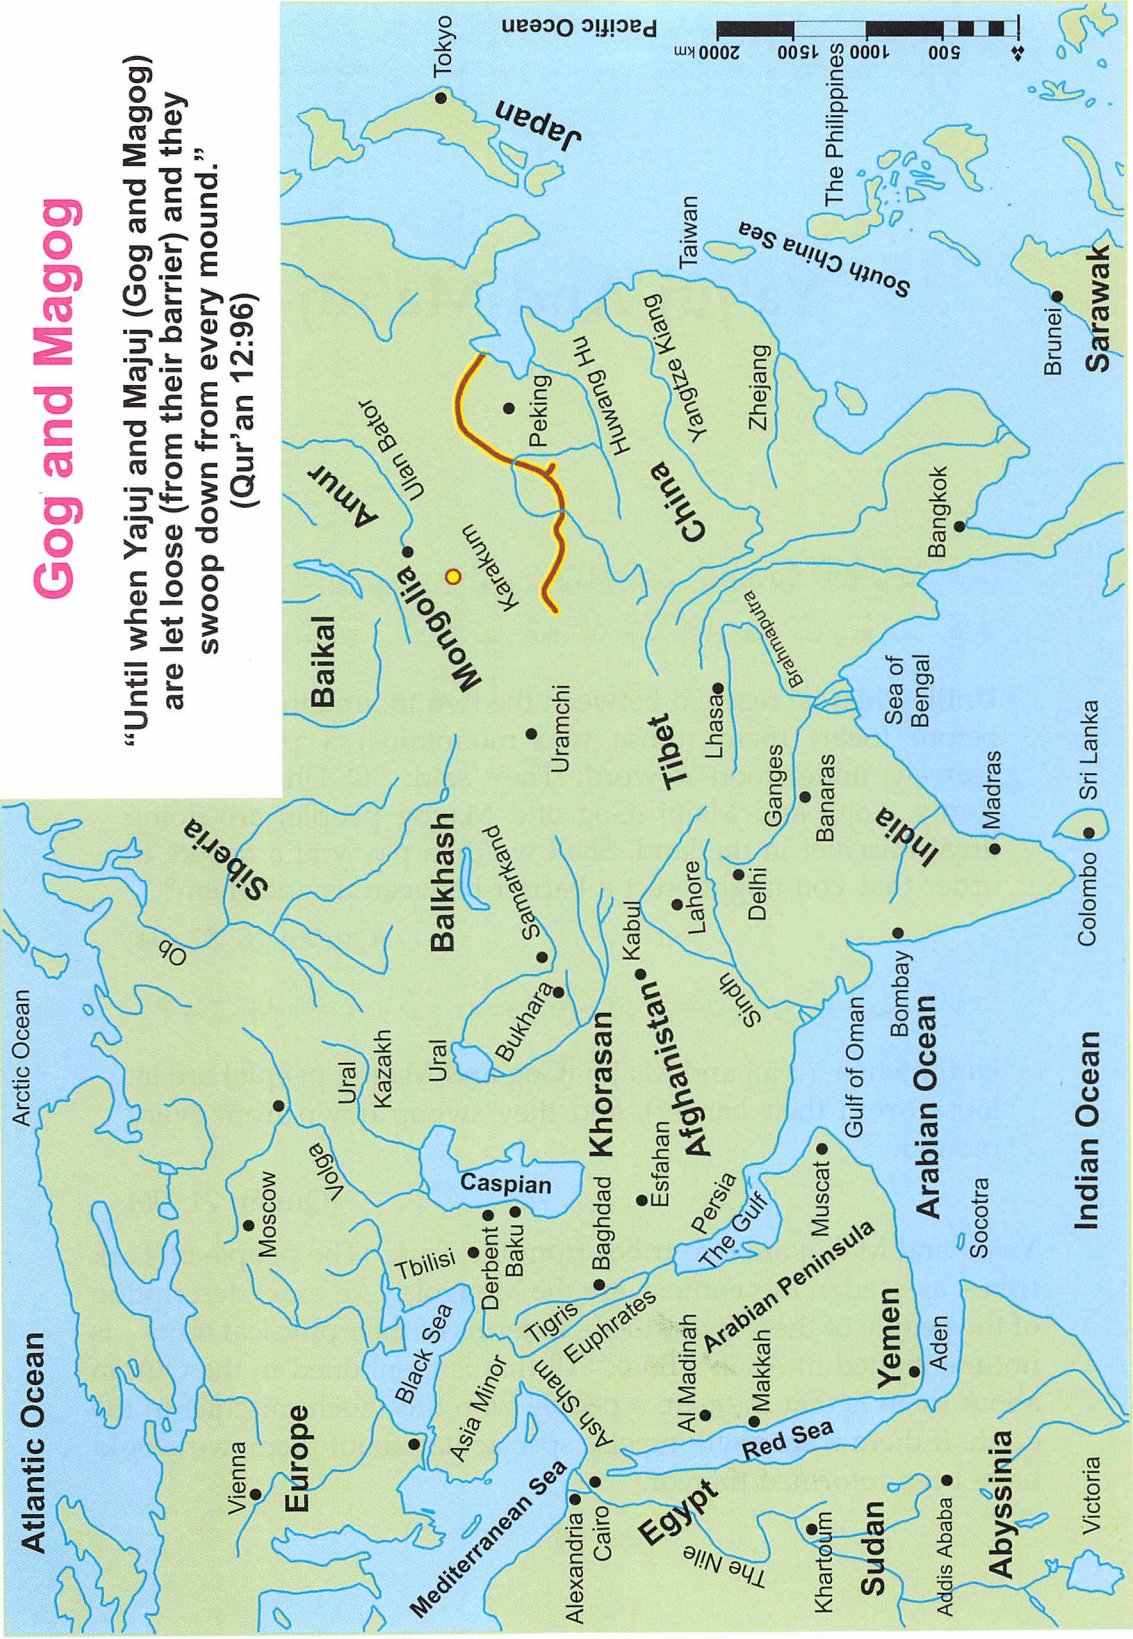 Gog and Magog
“Until when Yajuj and Majuj (Gog and Magog)
are let loose (from their barrier) and they
swoop down from every mound.”
(Qur’an 12:96)
Atlantic Ocean
Arctic Ocean
Vienna
Europe
Moscow
Volga
Ob
Siberia
Ural
Kazakh
Ural
Balkhash
Baikal
Amur
Ulan Bator
Mongolia
Karakum
Uramchi
Peking
Huwang Hu
Yangtze Kiang
Zhejang
China
Tokyo
Japan
Pacific Ocean
2000 km
1500
1000
500
Taiwan
South China Sea
The Philippines
Brunei
Sarawak
Bangkok
Tibet
Lhasa
Brahmaputra
Ganges
Banaras
Sea of
Bengal
India
Madras
Sri Lanka
Colombo
Delhi
Lahore
Kabul
Sindh
Bombay
Samarkand
Bukhara
Khorasan
Afghanistan
Esfahan
Persia
Caspian
Tbilisi
Derbent
Baku
Baghdad
Black Sea
Asia Minor
Tigris
Euphrates
Ash Sham
The Gulf
Muscat
Gulf of Oman
Arabian Ocean
Arabian Peninsula
Al Madinah
Makkah
Red Sea
Yemen
Aden
Socotra
Indian Ocean
Mediterranean Sea
Alexandria
Cairo
Egypt
The Nile
Khartoum
Sudan
Addis Ababa
Abyssinia
Victoria